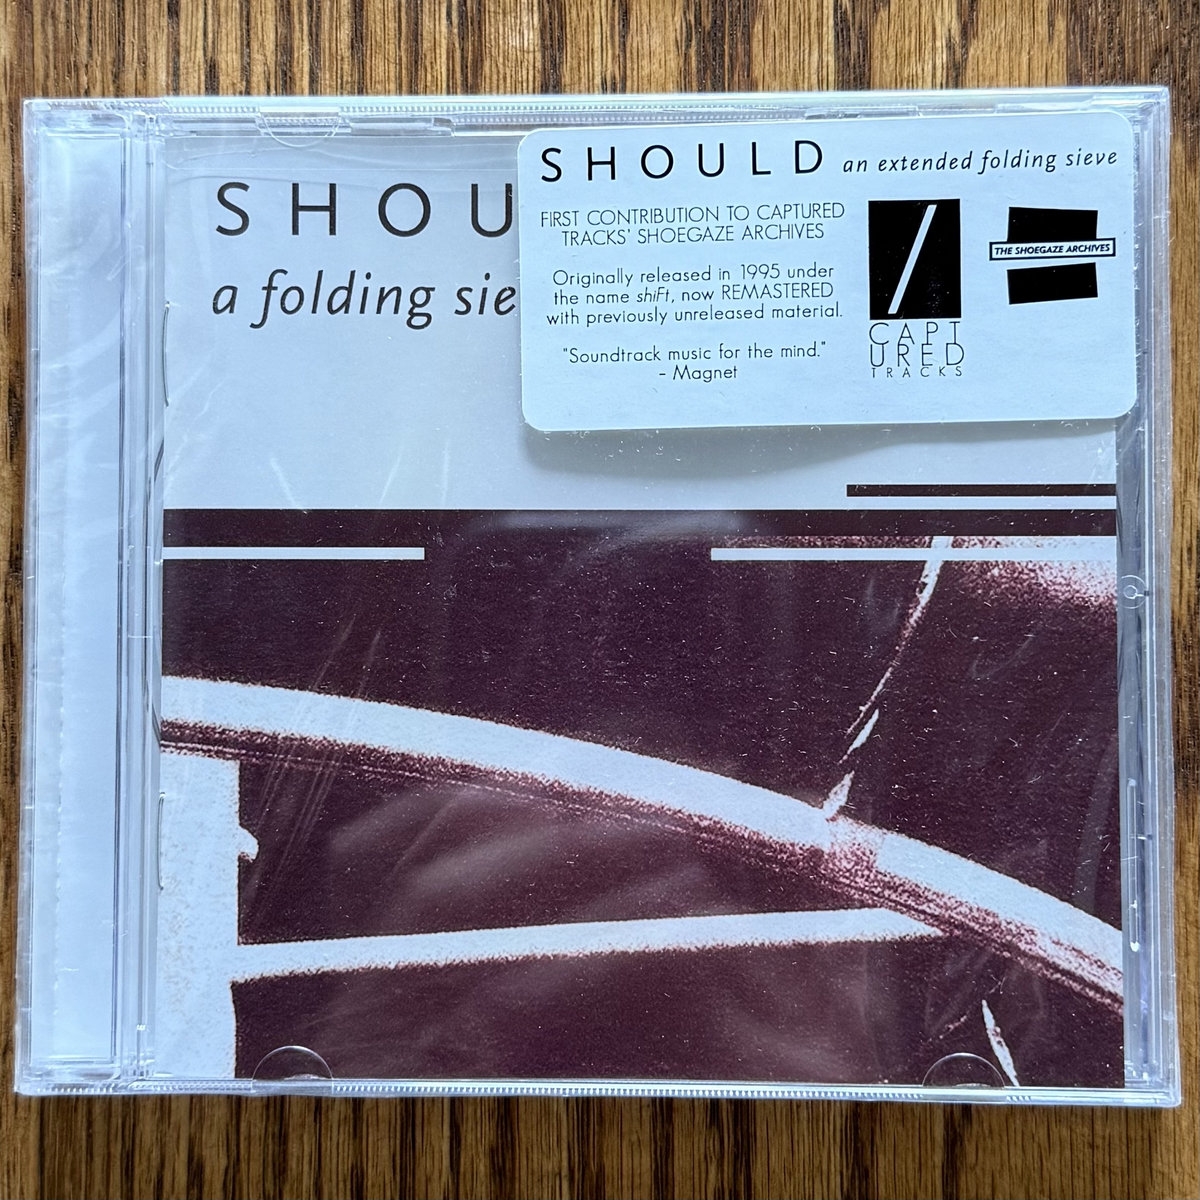 SHOU
a folding sie
SHOULD an extended folding sieve
FIRST CONTRIBUTION TO CAPTURED
TRACKS' SHOEGAZE ARCHIVES
Originally released in 1995 under
the name shiFt, now REMASTERED
with previously unreleased material.
"Soundtrack music for the mind."
- Magnet
CAPT
URED
TRACKS
THE SHOEGAZE ARCHIVES